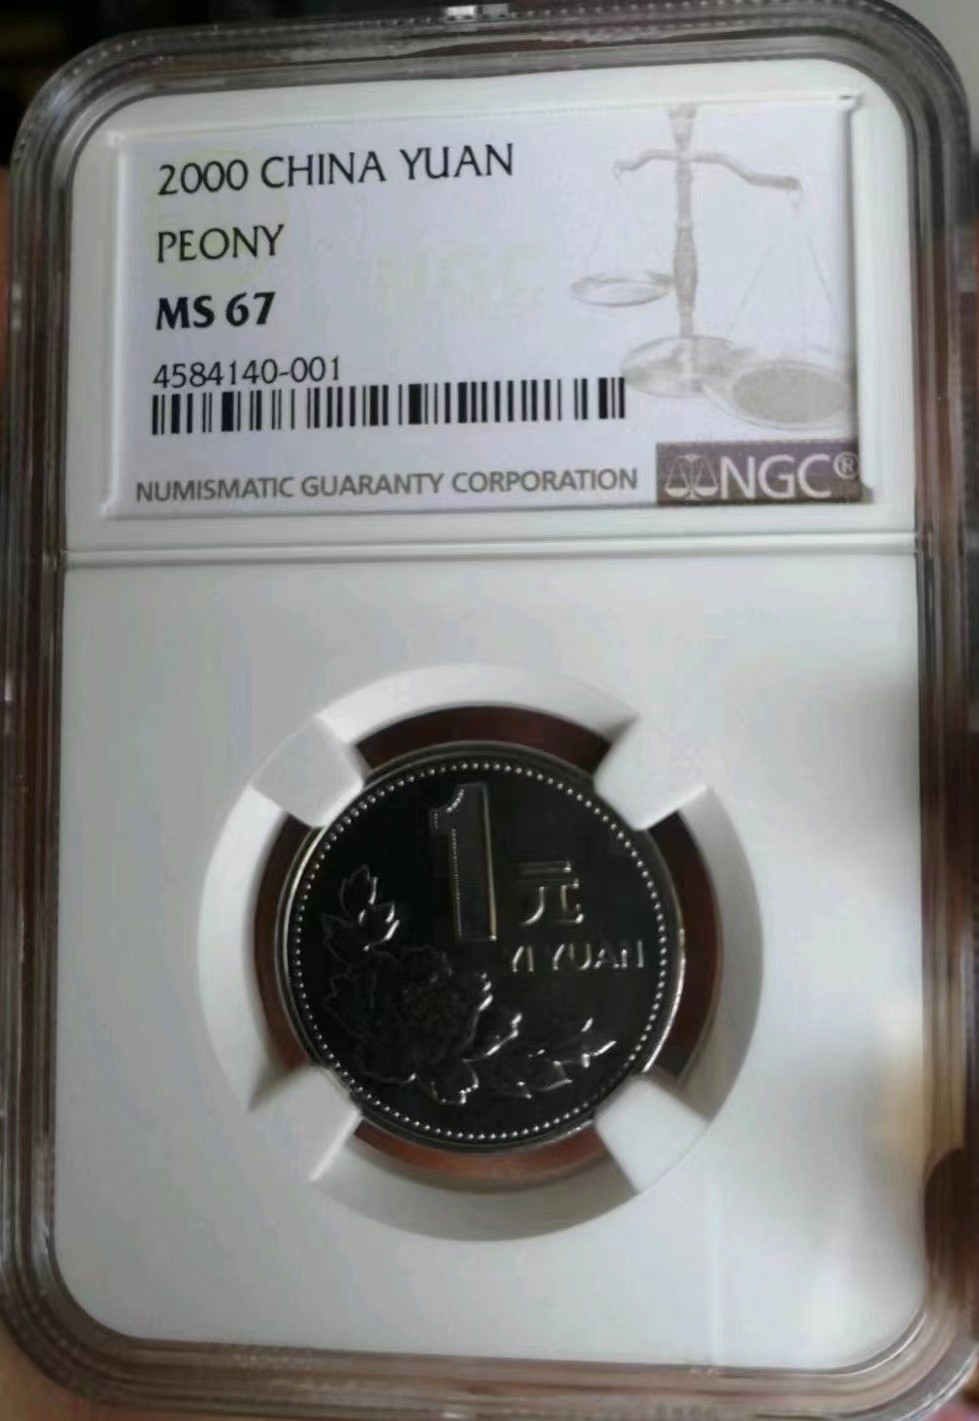 2000 CHINA YUAN
PEONY
MS 67
4584140-001
NUMISMATIC GUARANTY CORPORATION
NGC®
1
元
YI YUAN